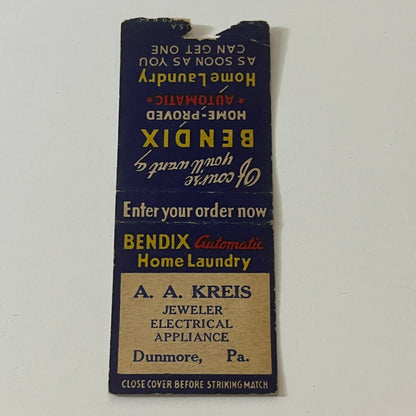 Of course
you'll want a
BENDIX
HOME-PROVED
★ AUTOMATIC ★
Home Laundry
AS SOON AS YOU
CAN GET ONE
Enter your order now
BENDIX Automatic
Home Laundry
A. A. KREIS
JEWELER
ELECTRICAL
APPLIANCE
Dunmore, Pa.
CLOSE COVER BEFORE STRIKING MATCH